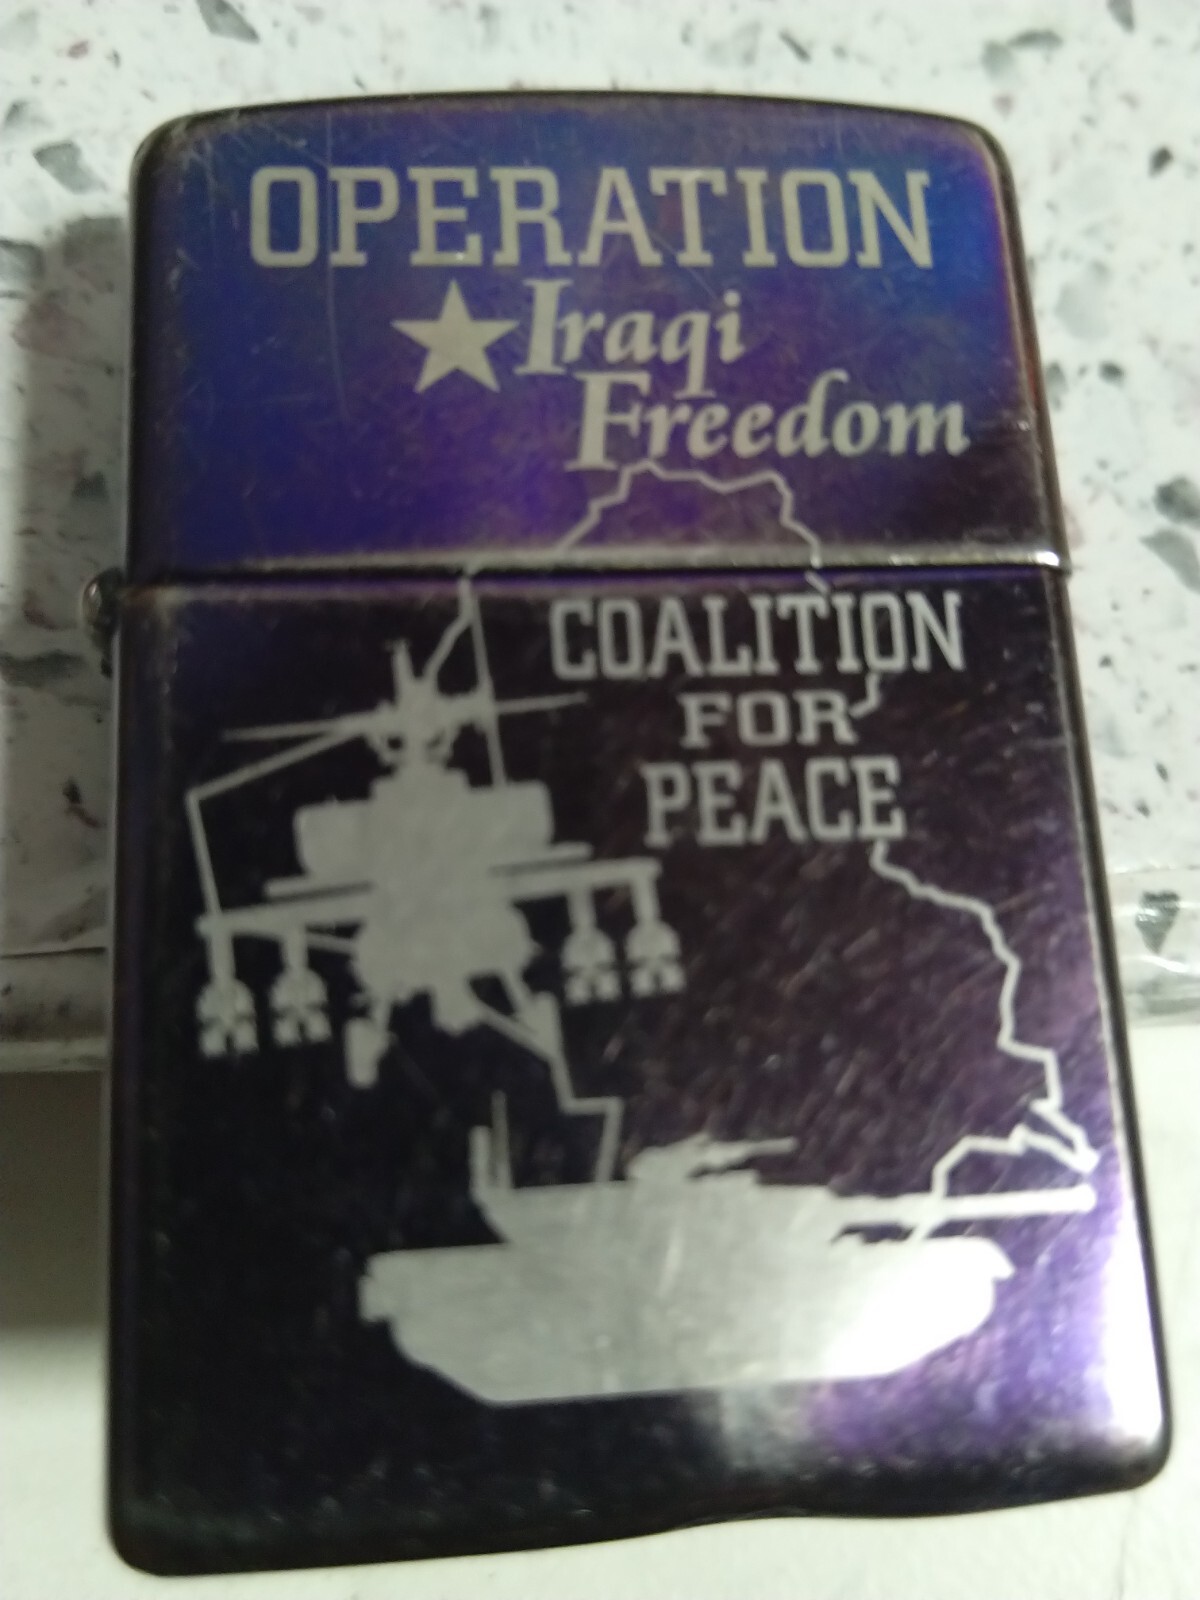 OPERATION
Iraqi
Freedom
COALITION
FOR
PEACE